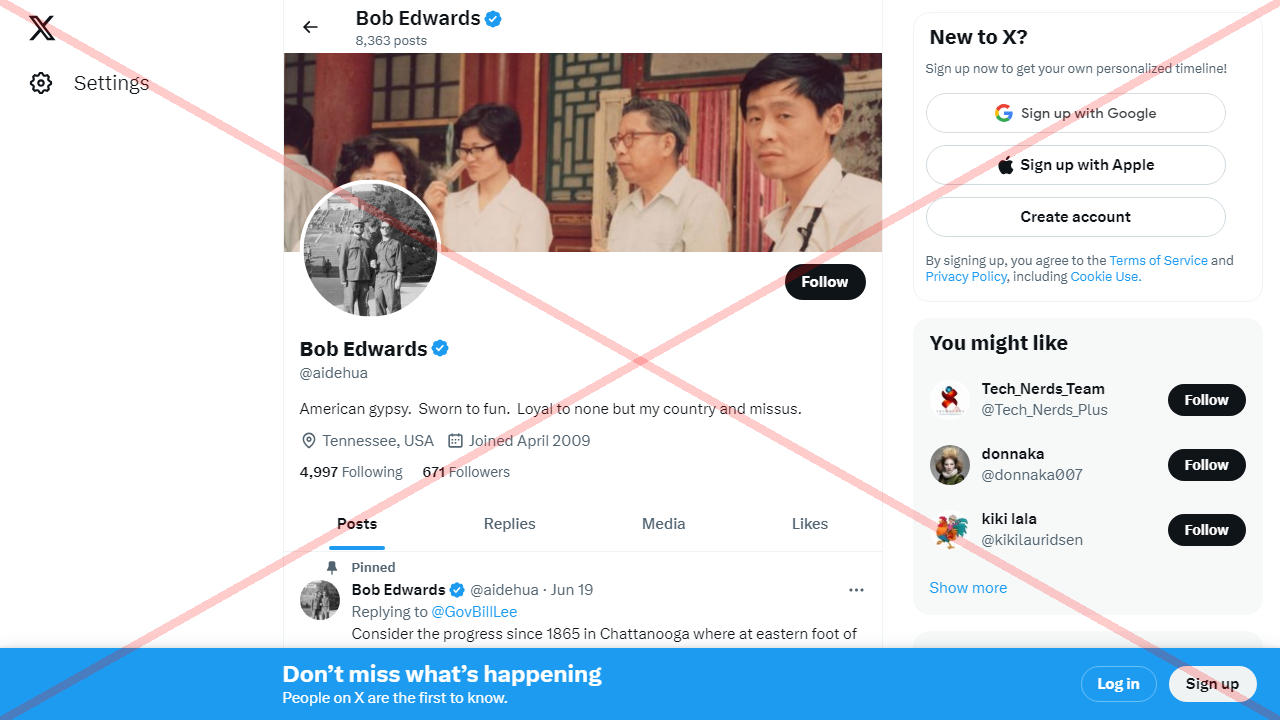 Settings
Bob Edwards
8,363 posts
Follow
Bob Edwards
@aidehua
American gypsy.  Sworn to fun.  Loyal to none but my country and missus.
Tennessee, USA Joined April 2009
4,997 Following 671 Followers
Posts Replies Media Likes
Pinned
Bob Edwards @aidehua · Jun 19
Replying to @GovBillLee
Consider the progress since 1865 in Chattanooga where at eastern foot of
New to X?
Sign up now to get your own personalized timeline!
Sign up with Google
Sign up with Apple
Create account
By signing up, you agree to the Terms of Service and
Privacy Policy, including Cookie Use.
You might like
Tech_Nerds_Team
@Tech_Nerds_Plus
Follow
donnaka
@donnaka007
Follow
kiki lala
@kikilauridsen
Follow
Show more
Don’t miss what’s happening
People on X are the first to know.
Log in
Sign up